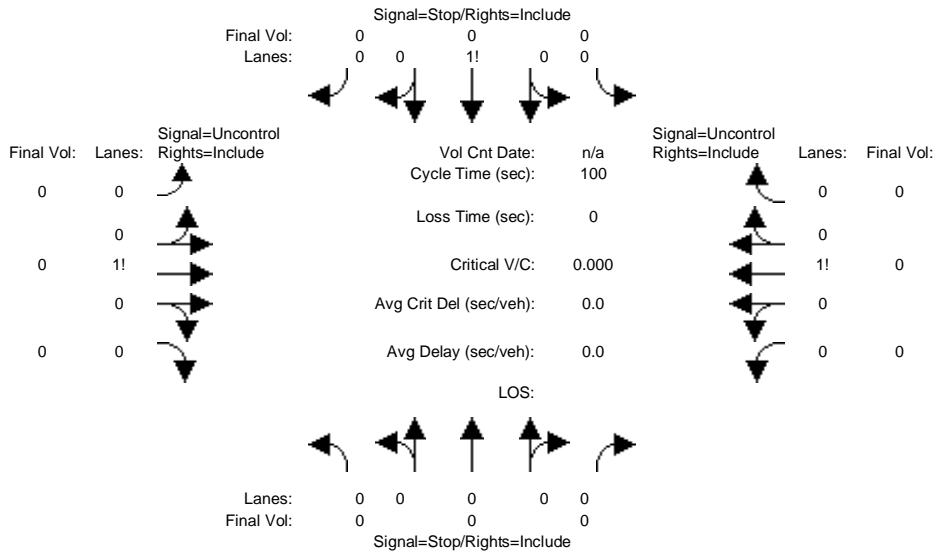 Signal=Stop/Rights=Include
Final Vol: 0 0 0
Lanes: 0 0 1! 0 0
Signal=Uncontrol Signal=Uncontrol
Final Vol: Lanes: Rights=Include Vol Cnt Date: n/a Rights=Include Lanes: Final Vol:
Cycle Time (sec): 100
0 0 0 0
Loss Time (sec): 0
0 0
0 1! Critical V/C: 0.000 1! 0
0 Avg Crit Del (sec/veh): 0.0 0
0 0 Avg Delay (sec/veh): 0.0 0 0
LOS:
Lanes: 0 0 0 0 0
Final Vol: 0 0 0
Signal=Stop/Rights=Include